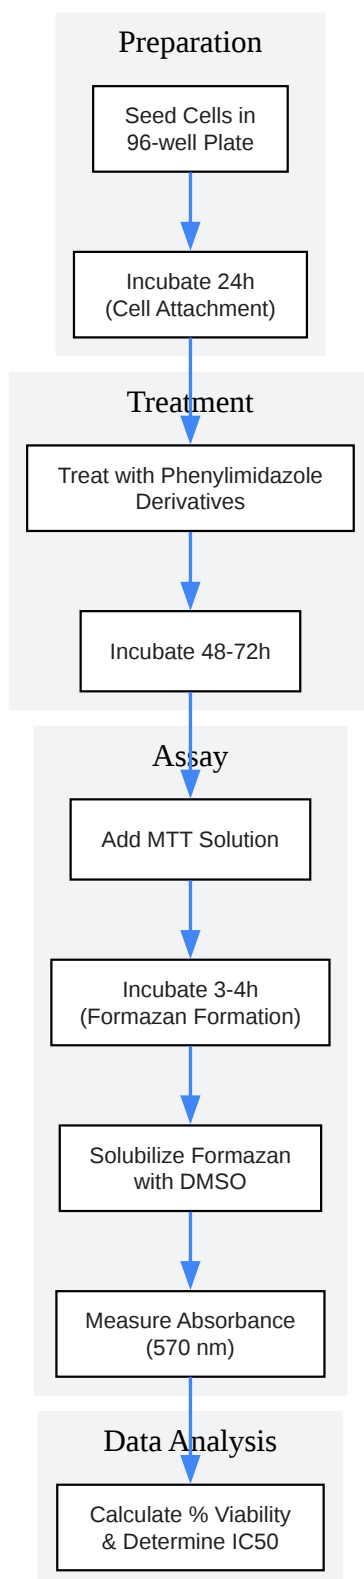 Preparation
Seed Cells in
96-well Plate
Incubate 24h
(Cell Attachment)
Treatment
Treat with Phenylimidazole
Derivatives
Incubate 48-72h
Assay
Add MTT Solution
Incubate 3-4h
(Formazan Formation)
Solubilize Formazan
with DMSO
Measure Absorbance
(570 nm)
Data Analysis
Calculate % Viability
& Determine IC50